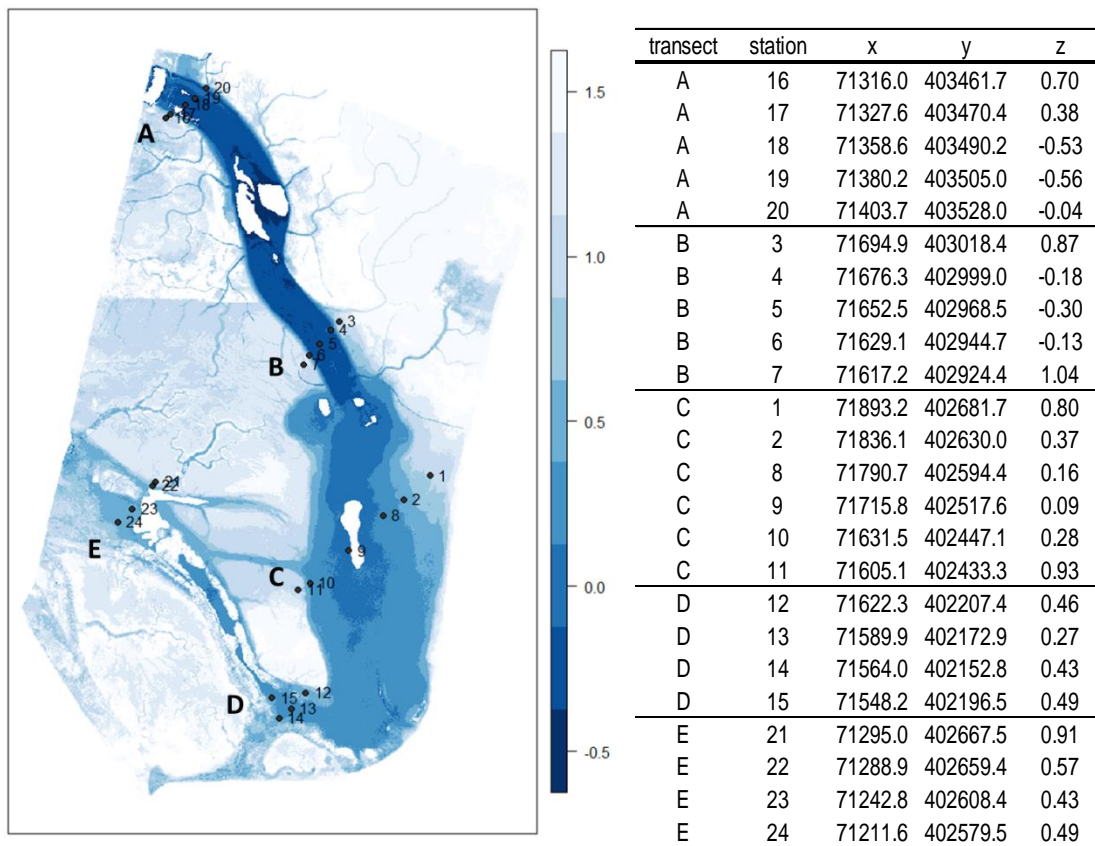 A
20
19
18
17
16
B
3
4
5
6
7
C
1
2
8
9
10
11
D
12
13
14
15
E
21
22
23
24
1.5
1.0
0.5
0.0
-0.5
transect station x y z
A 16 71316.0 403461.7 0.70
A 17 71327.6 403470.4 0.38
A 18 71358.6 403490.2 -0.53
A 19 71380.2 403505.0 -0.56
A 20 71403.7 403528.0 -0.04
B 3 71694.9 403018.4 0.87
B 4 71676.3 402999.0 -0.18
B 5 71652.5 402968.5 -0.30
B 6 71629.1 402944.7 -0.13
B 7 71617.2 402924.4 1.04
C 1 71893.2 402681.7 0.80
C 2 71836.1 402630.0 0.37
C 8 71790.7 402594.4 0.16
C 9 71715.8 402517.6 0.09
C 10 71631.5 402447.1 0.28
C 11 71605.1 402433.3 0.93
D 12 71622.3 402207.4 0.46
D 13 71589.9 402172.9 0.27
D 14 71564.0 402152.8 0.43
D 15 71548.2 402196.5 0.49
E 21 71295.0 402667.5 0.91
E 22 71288.9 402659.4 0.57
E 23 71242.8 402608.4 0.43
E 24 71211.6 402579.5 0.49